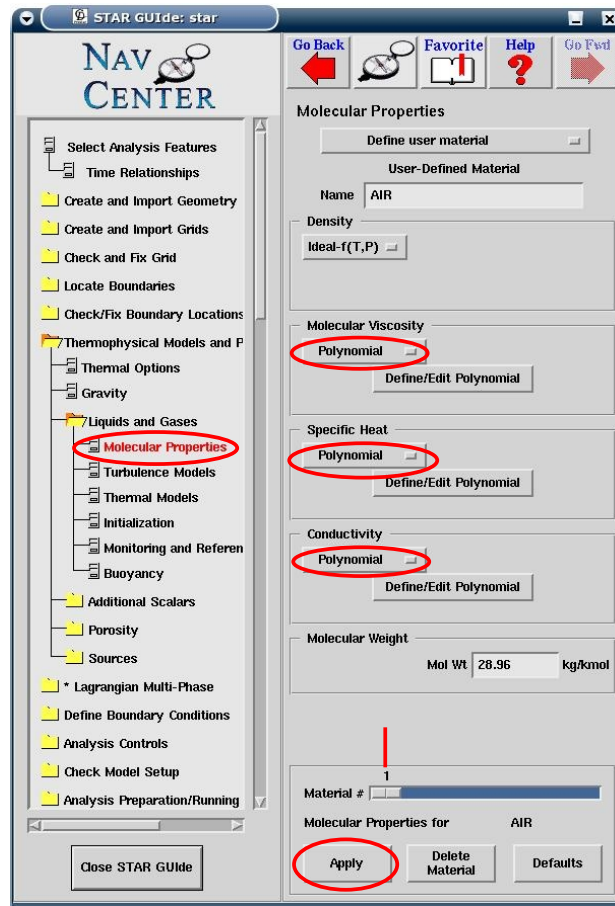 STAR GUIde: star
NAV
CENTER
Select Analysis Features
Time Relationships
Create and Import Geometry
Create and Import Grids
Check and Fix Grid
Locate Boundaries
Check/Fix Boundary Locations
Thermophysical Models and P
Thermal Options
Gravity
Liquids and Gases
Molecular Properties
Turbulence Models
Thermal Models
Initialization
Monitoring and Referen
Buoyancy
Additional Scalars
Porosity
Sources
* Lagrangian Multi-Phase
Define Boundary Conditions
Analysis Controls
Check Model Setup
Analysis Preparation/Running
Close STAR GUIde
Go Back
Favorite
Help
Go Fwd
Molecular Properties
Define user material
User-Defined Material
Name AIR
Density
Ideal-f(T,P)
Molecular Viscosity
Polynomial
Define/Edit Polynomial
Specific Heat
Polynomial
Define/Edit Polynomial
Conductivity
Polynomial
Define/Edit Polynomial
Molecular Weight
Mol Wt 28.96 kg/kmol
1
Material #
Molecular Properties for AIR
Apply
Delete
Material
Defaults